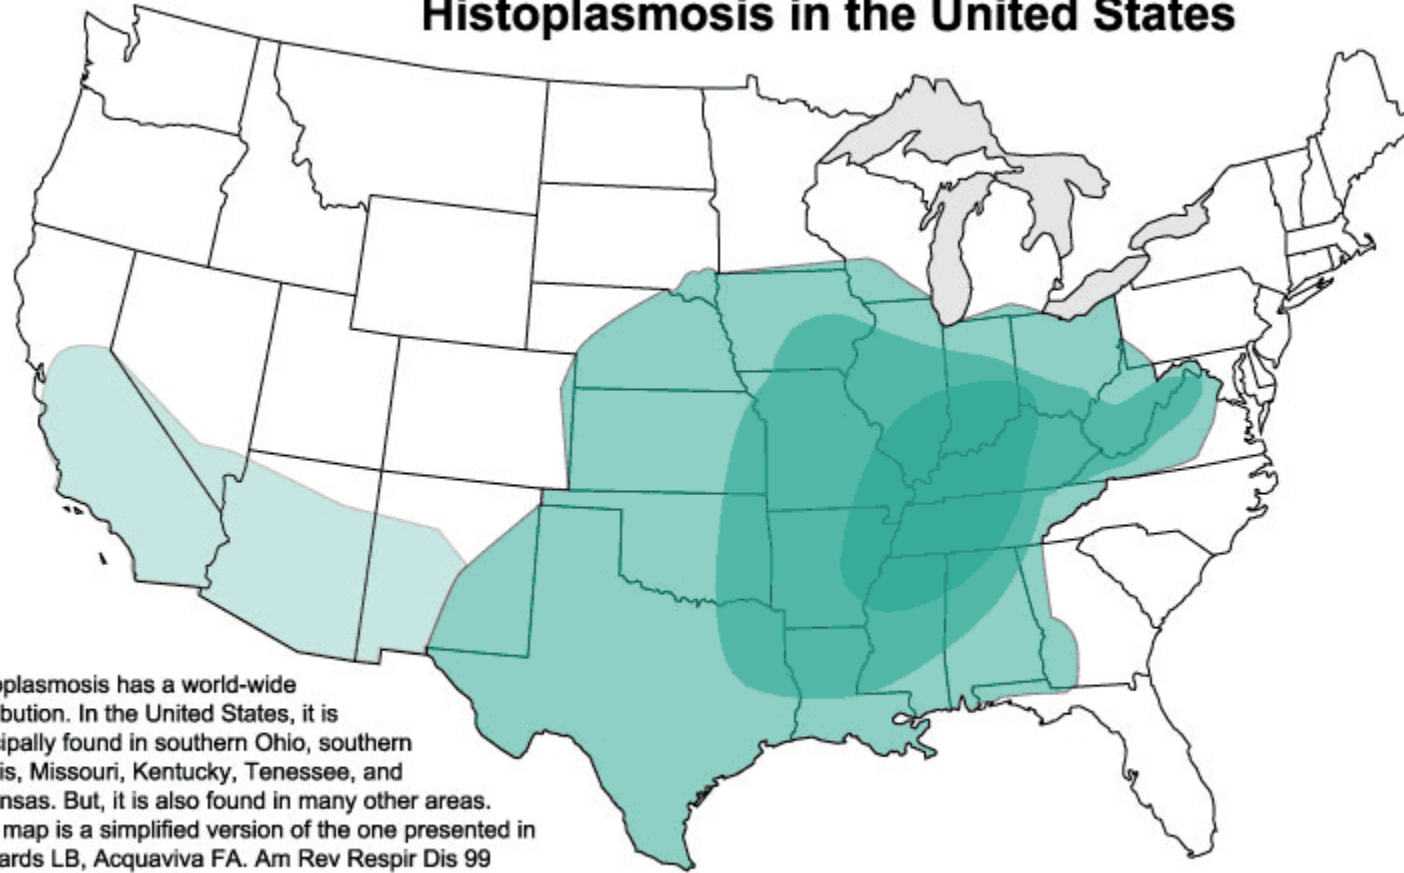 Histoplasmosis in the United States
oplasmosis has a world-wide
bution. In the United States, it is
cipally found in southern Ohio, southern
is, Missouri, Kentucky, Tenessee, and
nsas. But, it is also found in many other areas.
map is a simplified version of the one presented in
ards LB, Acquaviva FA. Am Rev Respir Dis 99